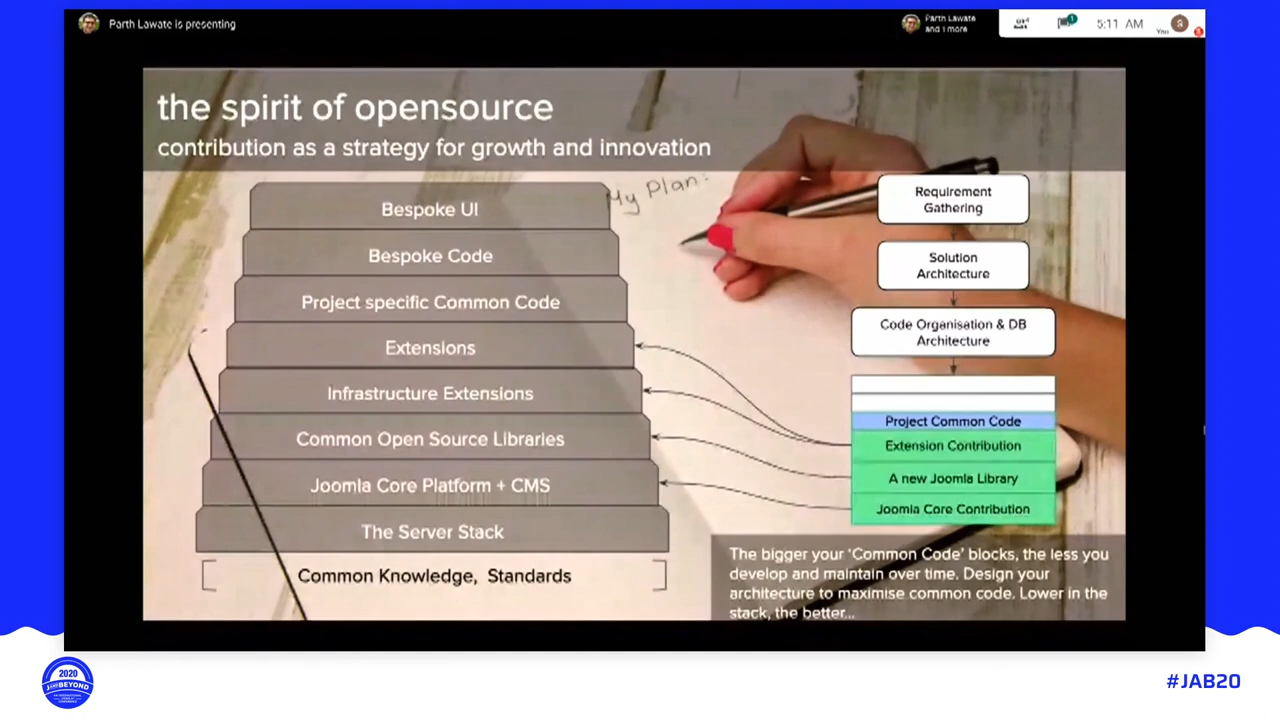 Parth Lawate is presenting
Parth Lawate
and 1 more
1
5:11 AM
You
S
the spirit of opensource
contribution as a strategy for growth and innovation
My Plan:
Bespoke UI
Bespoke Code
Project specific Common Code
Extensions
Infrastructure Extensions
Common Open Source Libraries
Joomla Core Platform + CMS
The Server Stack
Common Knowledge, Standards
Requirement
Gathering
Solution
Architecture
Code Organisation & DB
Architecture
Project Common Code
Extension Contribution
A new Joomla Library
Joomla Core Contribution
The bigger your ‘Common Code’ blocks, the less you
develop and maintain over time. Design your
architecture to maximise common code. Lower in the
stack, the better...
2020
J AND BEYOND
#JAB20